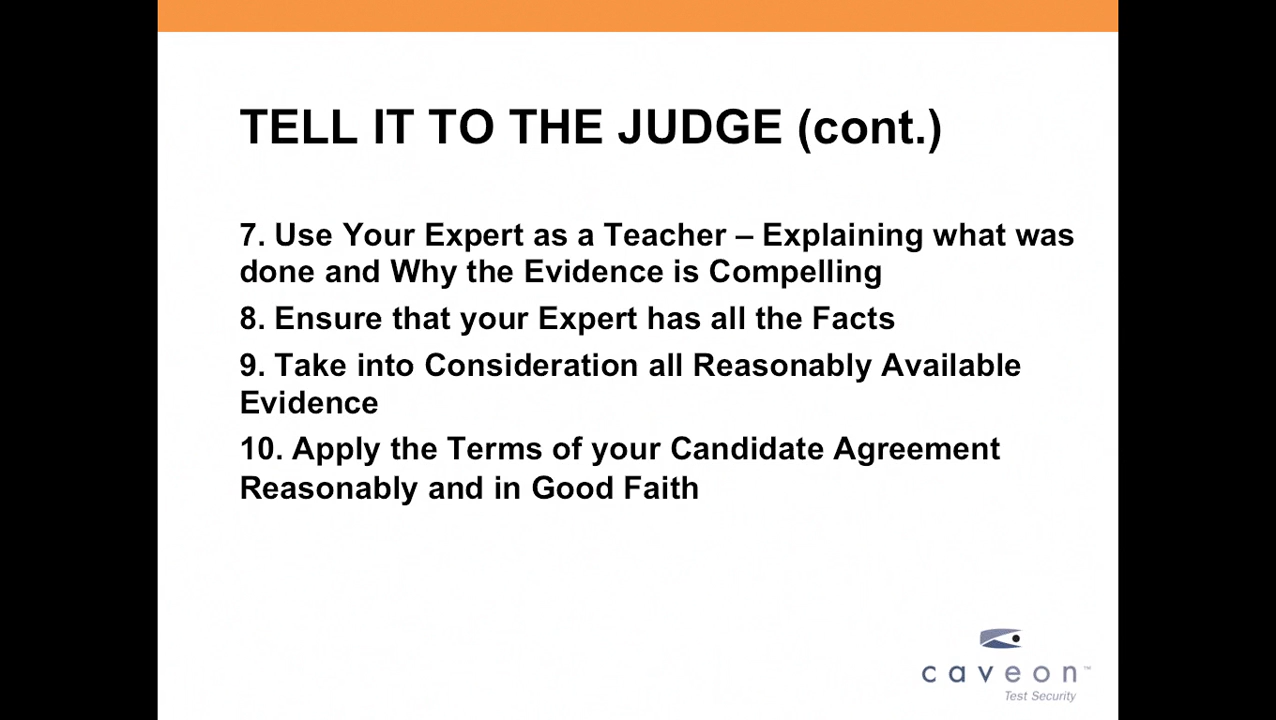 TELL IT TO THE JUDGE (cont.)
7. Use Your Expert as a Teacher – Explaining what was
done and Why the Evidence is Compelling
8. Ensure that your Expert has all the Facts
9. Take into Consideration all Reasonably Available
Evidence
10. Apply the Terms of your Candidate Agreement
Reasonably and in Good Faith
caveon™
Test Security